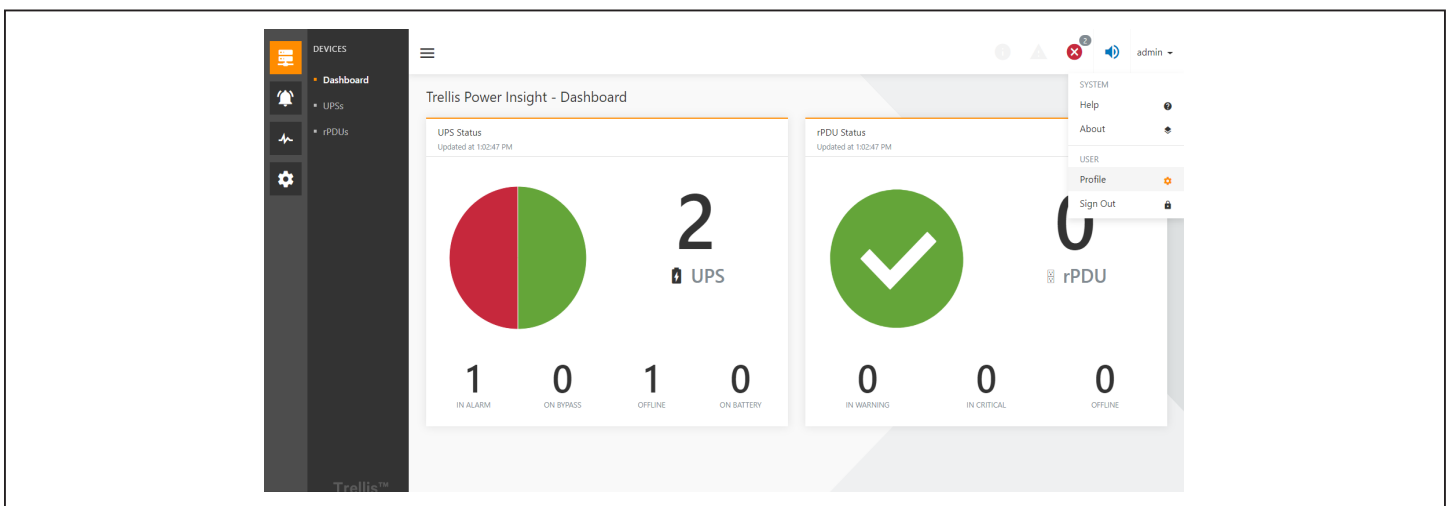 DEVICES
Dashboard
UPSs
rPDUs
Trellis™
2
admin
SYSTEM
Help
About
USER
Profile
Sign Out
Trellis Power Insight - Dashboard
UPS Status
Updated at 1:02:47 PM
2
UPS
1
IN ALARM
0
ON BYPASS
1
OFFLINE
0
ON BATTERY
rPDU Status
Updated at 1:02:47 PM
0
rPDU
0
IN WARNING
0
IN CRITICAL
0
OFFLINE